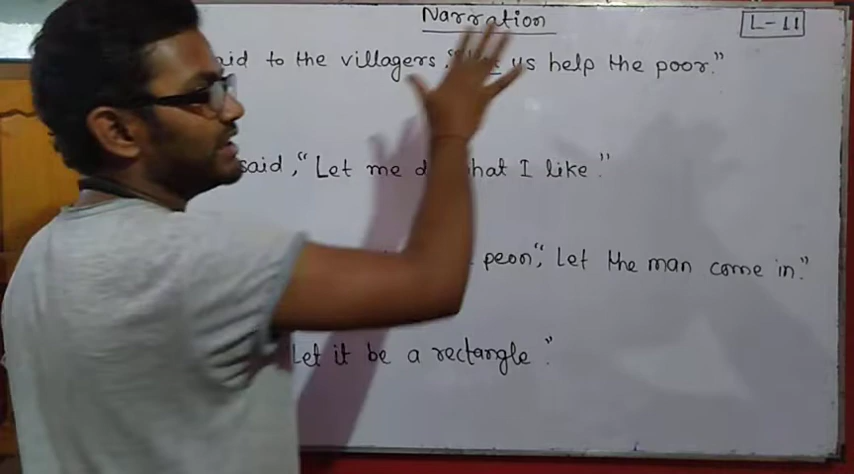 Narration
L-11
to the villagers, us help the poor."
said, "Let me I like."
peon", Let the man come in."
Let it be a rectangle."